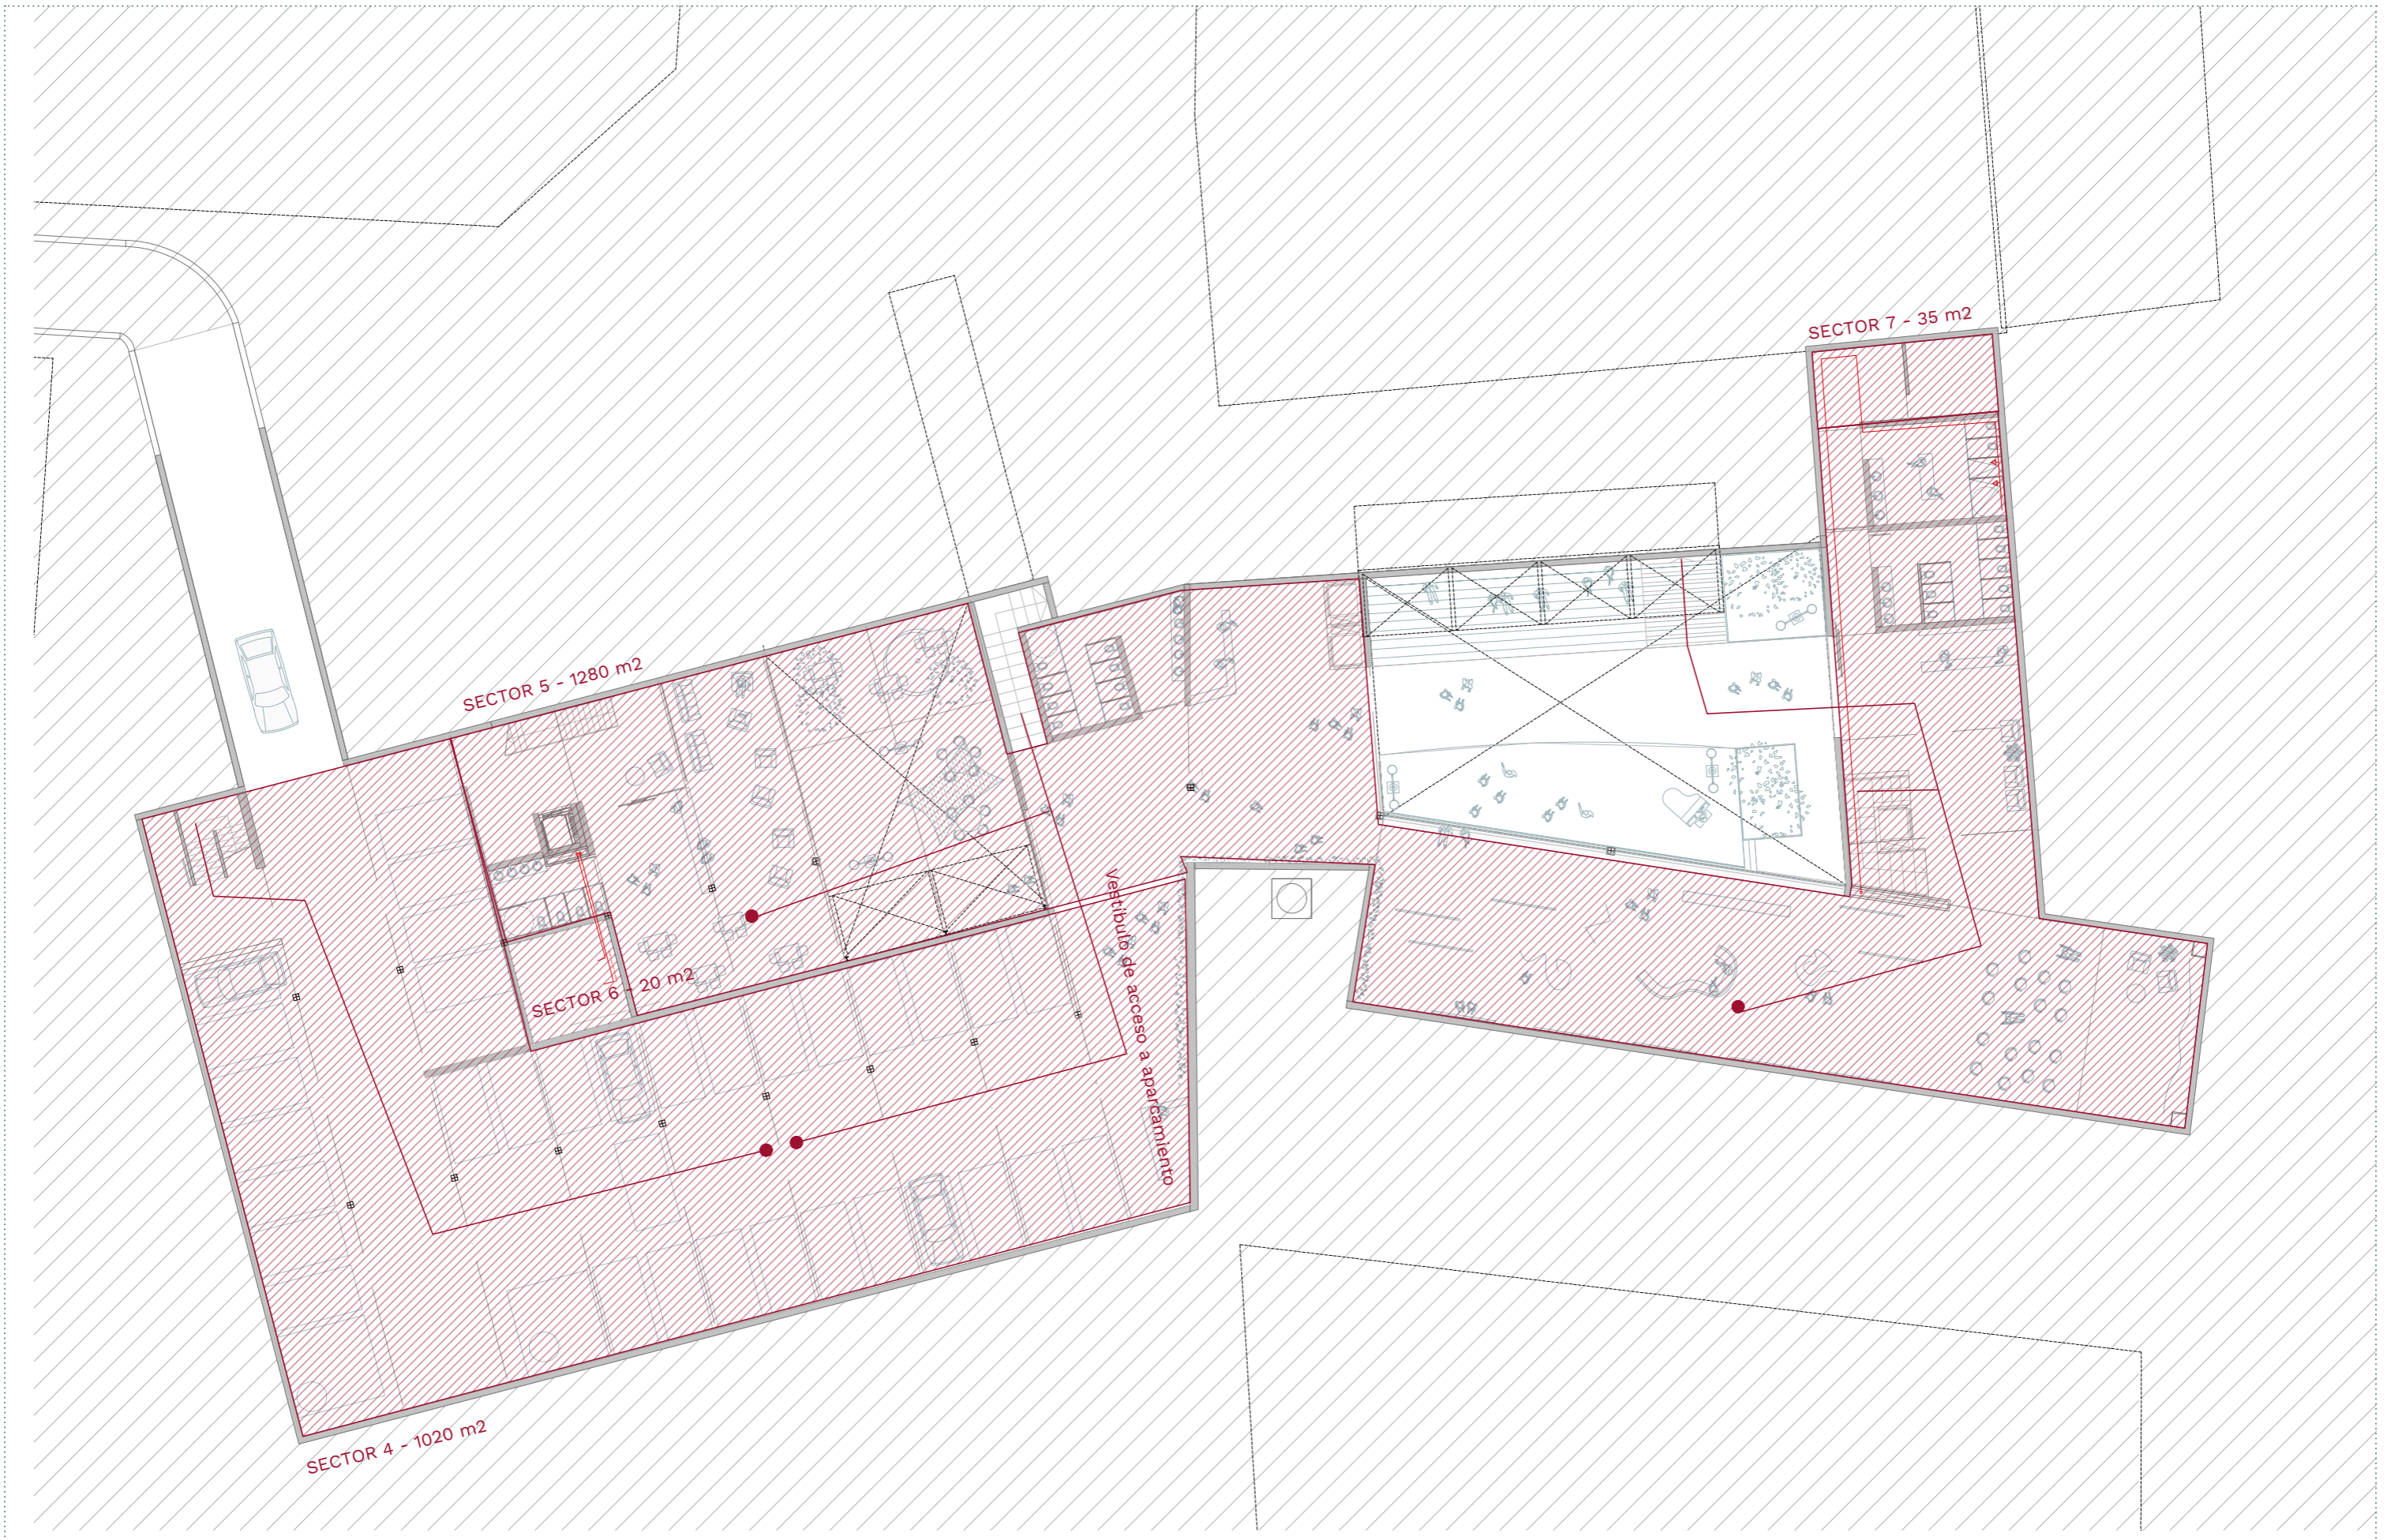 SECTOR 7 - 35 m2
SECTOR 5 - 1280 m2
SECTOR 6 - 20 m2
Vestíbulo de acceso a aparcamiento
SECTOR 4 - 1020 m2